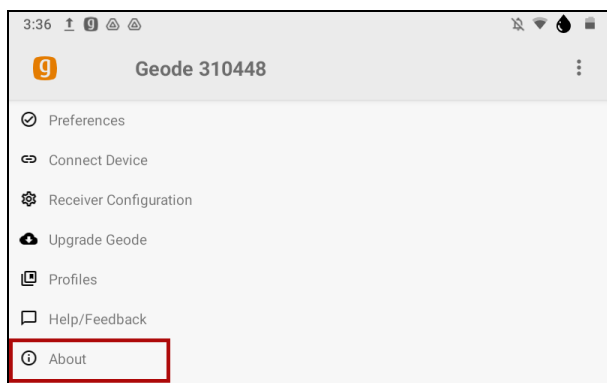 3:36
g
Geode 310448
Preferences
Connect Device
Receiver Configuration
Upgrade Geode
Profiles
Help/Feedback
About